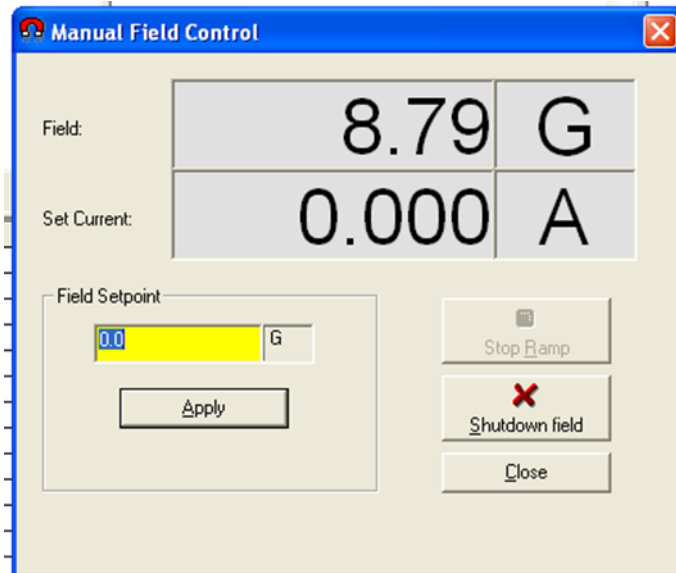 Manual Field Control
Field: 8.79 G
Set Current: 0.000 A
Field Setpoint
0.0 G
Apply
Stop Ramp
Shutdown field
Close